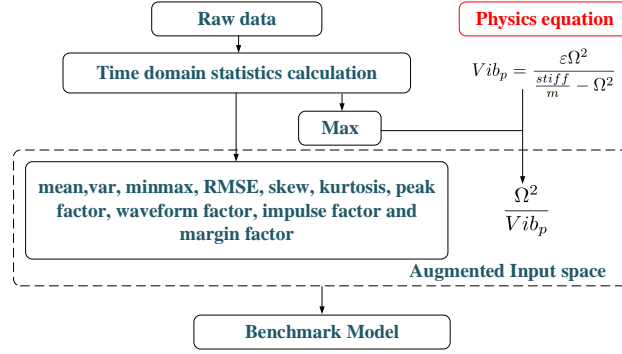 Raw data
Physics equation
Time domain statistics calculation
Vib_p = εΩ² / (stiff/m − Ω²)
Max
mean,var, minmax, RMSE, skew, kurtosis, peak
factor, waveform factor, impulse factor and
margin factor
Ω² / Vib_p
Augmented Input space
Benchmark Model